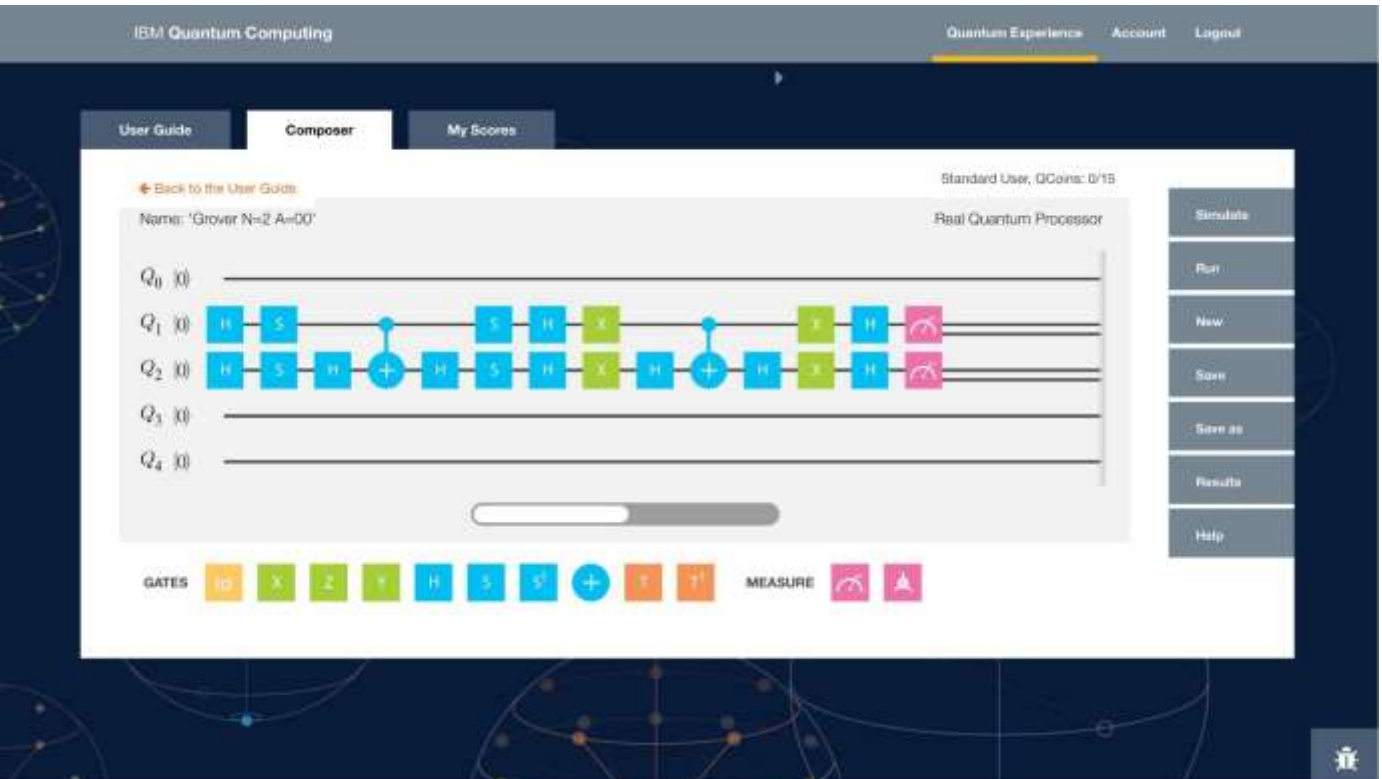 IBM Quantum Computing
Quantum Experience Account Logout
User Guide Composer My Scores
Back to the User Guide
Standard User, QCoins: 0/15
Name: 'Grover N=2 A=00'
Real Quantum Processor
Q0 |0⟩
Q1 |0⟩ H S S H X X H
Q2 |0⟩ H S H + H S H X H + H X H
Q3 |0⟩
Q4 |0⟩
Simulate
Run
New
Save
Save as
Results
Help
GATES Id X Z Y H S S† + T T† MEASURE